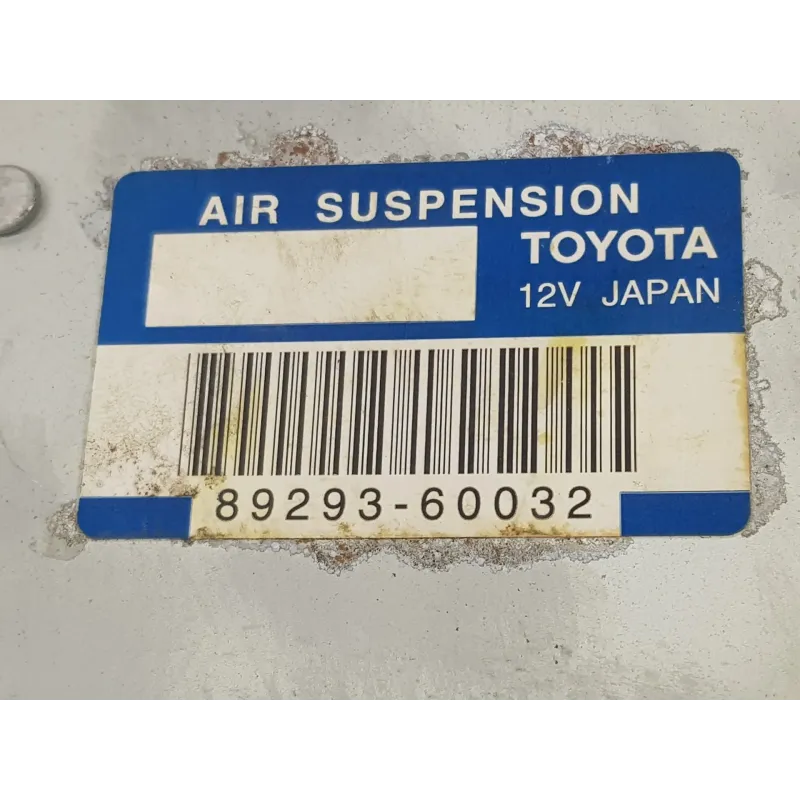 AIR SUSPENSION
TOYOTA
12V JAPAN
89293-60032